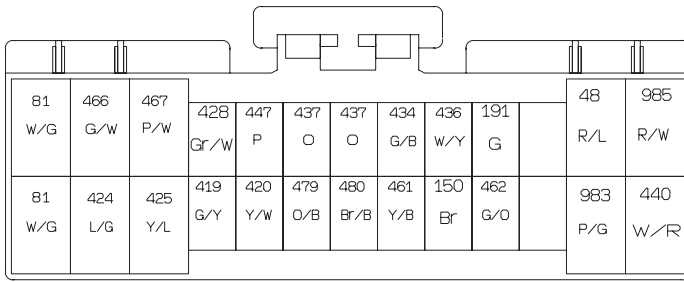 81 466 467 428 447 437 437 434 436 191 48 985
W/G G/W P/W Gr/W P O O G/B W/Y G R/L R/W
81 424 425 419 420 479 480 461 150 462 983 440
W/G L/G Y/L G/Y Y/W O/B Br/B Y/B Br G/O P/G W/R